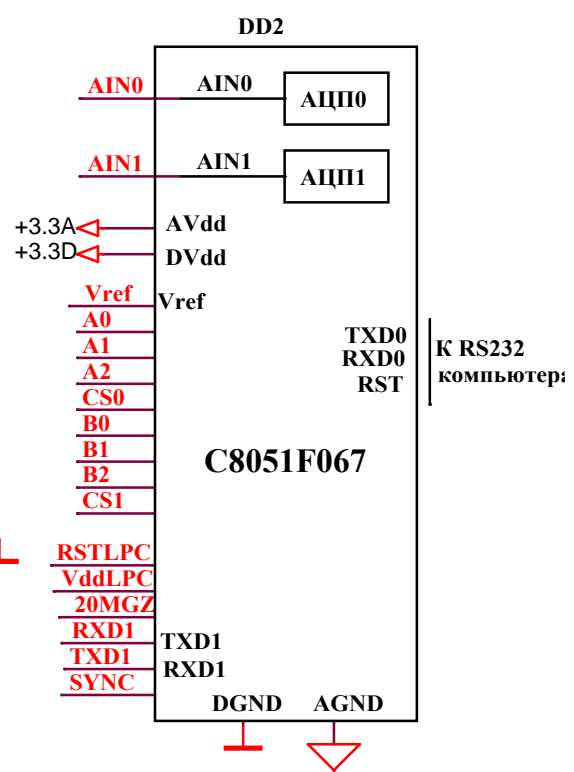 DD2
AIN0 AIN0 АЦП0
AIN1 AIN1 АЦП1
+3.3A AVdd
+3.3D DVdd
Vref Vref
A0
A1
A2
CS0
B0
B1
B2
CS1
TXD0
RXD0
RST
К RS232
компьютера
C8051F067
RSTLPC
VddLPC
20MGZ
RXD1 TXD1
TXD1 RXD1
SYNC
DGND AGND